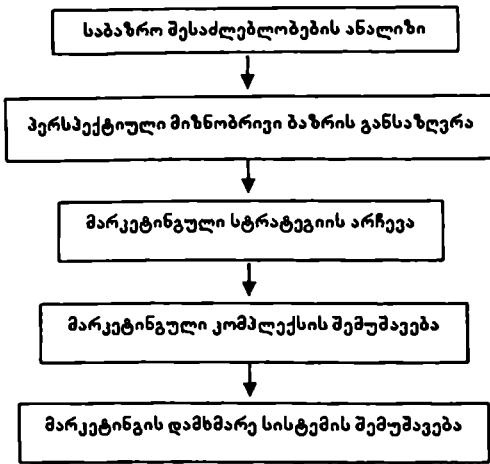 საბაზრო შესაძლებლობების ანალიზი
პერსპექტიული მიზნობრივი ბაზრის განსაზღვრა
მარკეტინგული სტრატეგიის არჩევა
მარკეტინგული კომპლექსის შემუშავება
მარკეტინგის დამხმარე სისტემის შემუშავება